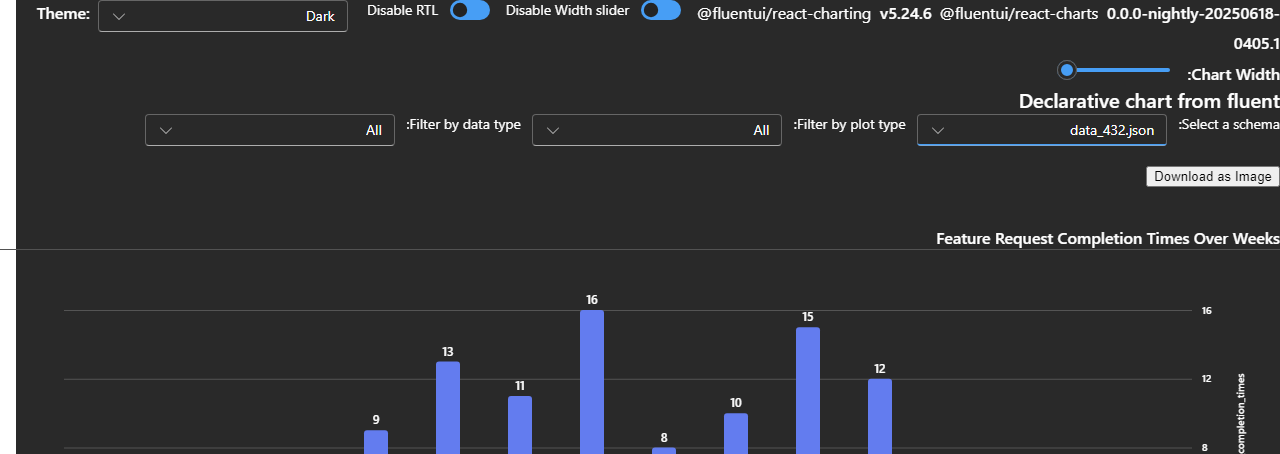 Theme: Dark Disable RTL Disable Width slider @fluentui/react-charting v5.24.6 @fluentui/react-charts 0.0.0-nightly-20250618-
0405.1
:Chart Width
Declarative chart from fluent
:Select a schema data_432.json :Filter by plot type All :Filter by data type All
Download as Image
Feature Request Completion Times Over Weeks
16
16
15
13
12
12
11
10
9
8
8
completion_times